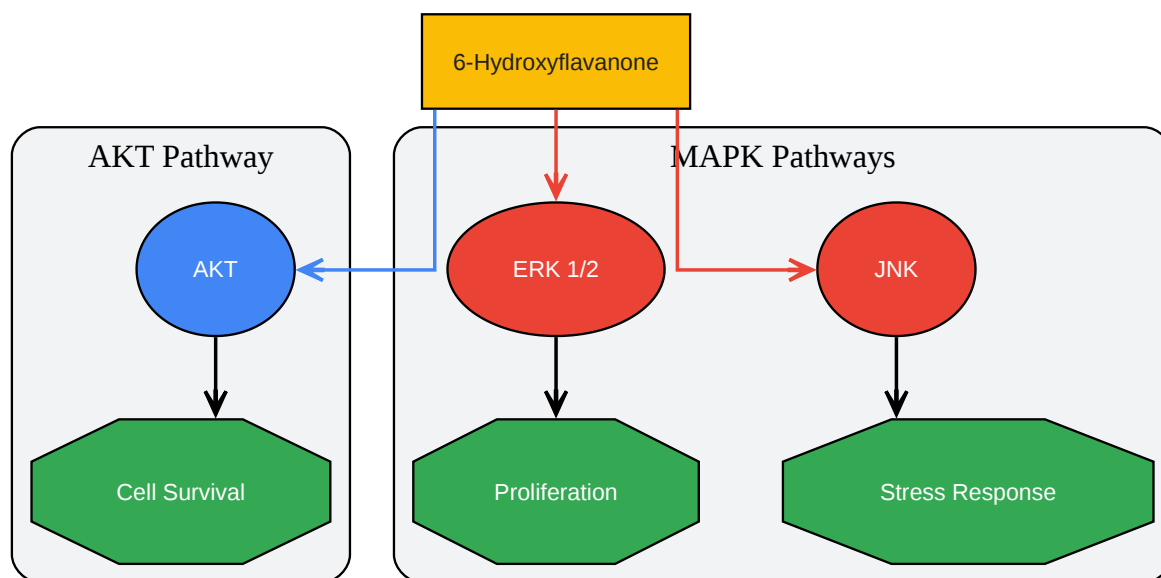 6-Hydroxyflavanone
AKT Pathway
MAPK Pathways
AKT
ERK 1/2
JNK
Cell Survival
Proliferation
Stress Response